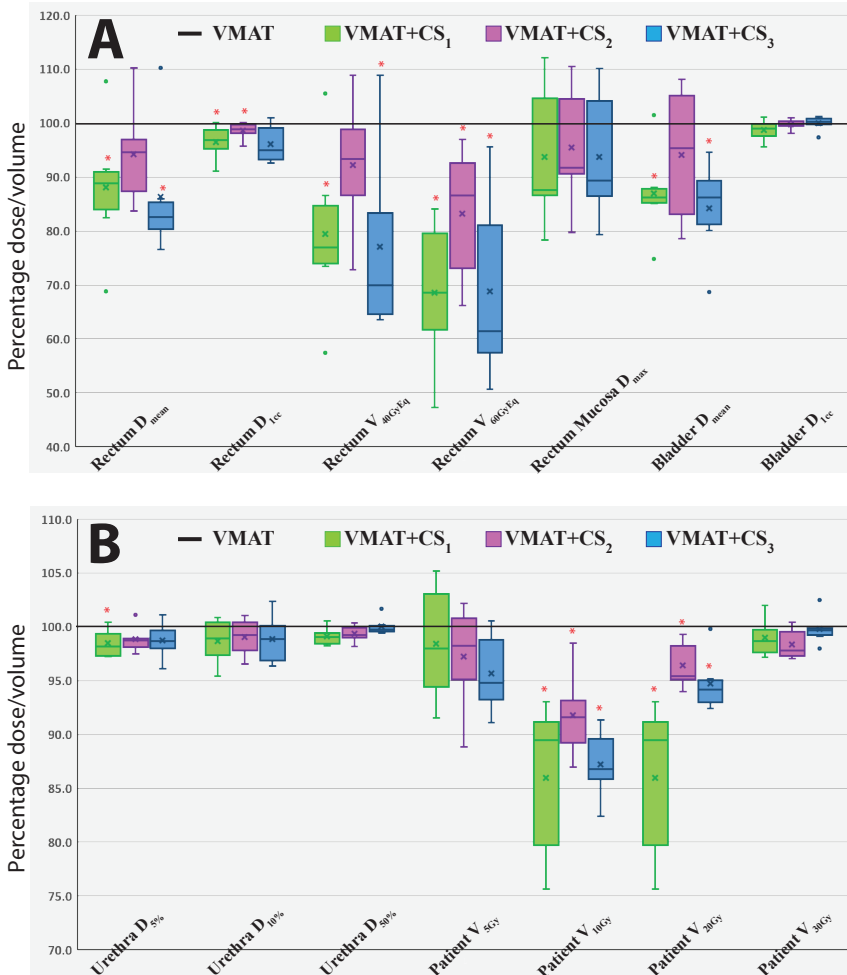 A
VMAT VMAT+CS1 VMAT+CS2 VMAT+CS3
Percentage dose/volume
120.0
110.0
100.0
90.0
80.0
70.0
60.0
50.0
40.0
Rectum Dmean
Rectum D1cc
Rectum V40GyEq
Rectum V60GyEq
Rectum Mucosa Dmax
Bladder Dmean
Bladder D1cc
B
VMAT VMAT+CS1 VMAT+CS2 VMAT+CS3
Percentage dose/volume
110.0
105.0
100.0
95.0
90.0
85.0
80.0
75.0
70.0
Urethra D5%
Urethra D10%
Urethra D50%
Patient V5Gy
Patient V10Gy
Patient V20Gy
Patient V30Gy